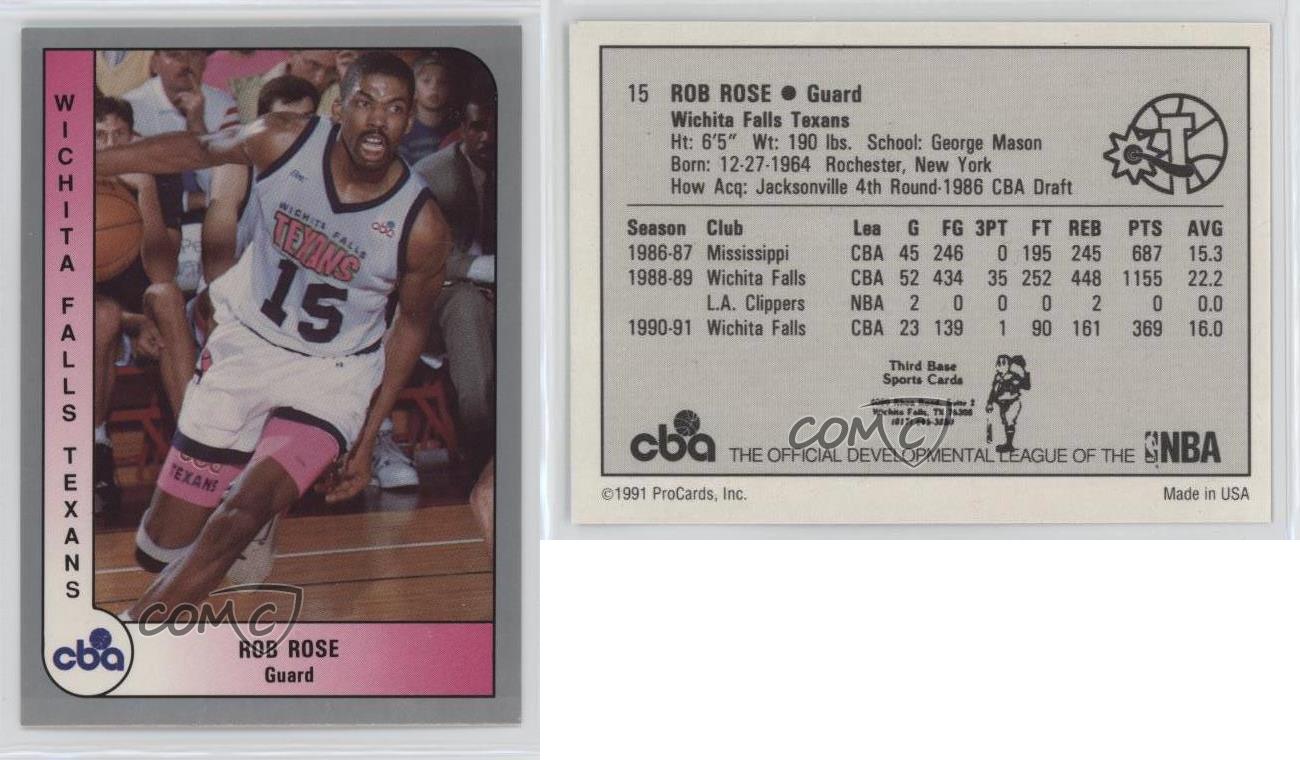 WICHITA FALLS TEXANS
WICHITA FALLS
TEXANS
cba
15
TEXANS
COMC
cba
ROB ROSE
Guard
15 ROB ROSE ● Guard
Wichita Falls Texans
Ht: 6'5" Wt: 190 lbs. School: George Mason
Born: 12-27-1964 Rochester, New York
How Acq: Jacksonville 4th Round-1986 CBA Draft
T
Season Club Lea G FG 3PT FT REB PTS AVG
1986-87 Mississippi CBA 45 246 0 195 245 687 15.3
1988-89 Wichita Falls CBA 52 434 35 252 448 1155 22.2
L.A. Clippers NBA 2 0 0 0 2 0 0.0
1990-91 Wichita Falls CBA 23 139 1 90 161 369 16.0
Third Base
Sports Cards
Suite 2
Wichita Falls, TX 76308
COMC
cba THE OFFICIAL DEVELOPMENTAL LEAGUE OF THE NBA
©1991 ProCards, Inc. Made in USA